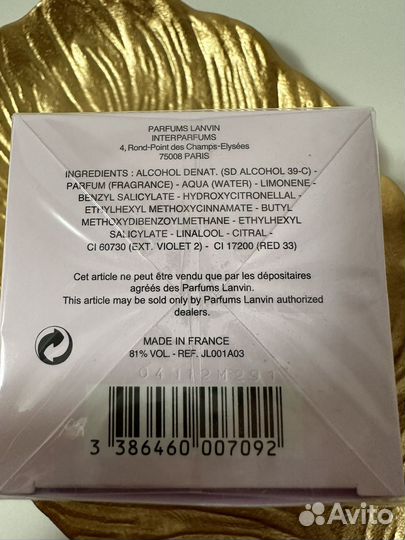 PARFUMS LANVIN
INTERPARFUMS
4, Rond-Point des Champs-Elysées
75008 PARIS
INGREDIENTS : ALCOHOL DENAT. (SD ALCOHOL 39-C) -
PARFUM (FRAGRANCE) - AQUA (WATER) - LIMONENE -
BENZYL SALICYLATE - HYDROXYCITRONELLAL -
ETHYLHEXYL METHOXYCINNAMATE - BUTYL
METHOXYDIBENZOYLMETHANE - ETHYLHEXYL
SALICYLATE - LINALOOL - CITRAL -
CI 60730 (EXT. VIOLET 2) - CI 17200 (RED 33)
Cet article ne peut être vendu que par les dépositaires
agréés des Parfums Lanvin.
This article may be sold only by Parfums Lanvin authorized
dealers.
MADE IN FRANCE
81% VOL. - REF. JL001A03
3 386460 007092
Avito